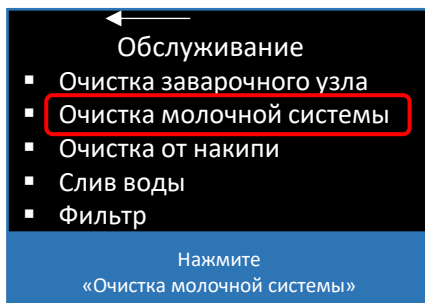 Обслуживание
Очистка заварочного узла
Очистка молочной системы
Очистка от накипи
Слив воды
Фильтр
Нажмите
«Очистка молочной системы»